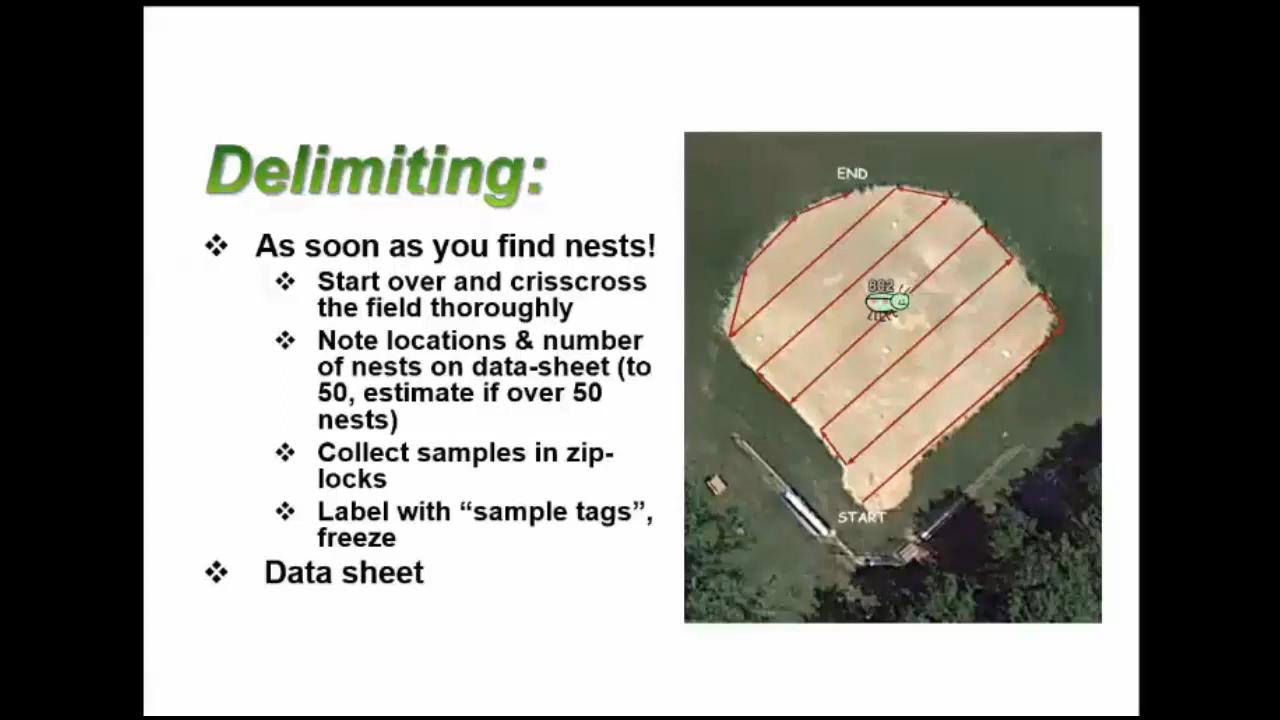 Delimiting:
❖ As soon as you find nests!
❖ Start over and crisscross
the field thoroughly
❖ Note locations & number
of nests on data-sheet (to
50, estimate if over 50
nests)
❖ Collect samples in zip-
locks
❖ Label with “sample tags”,
freeze
❖ Data sheet
END
START